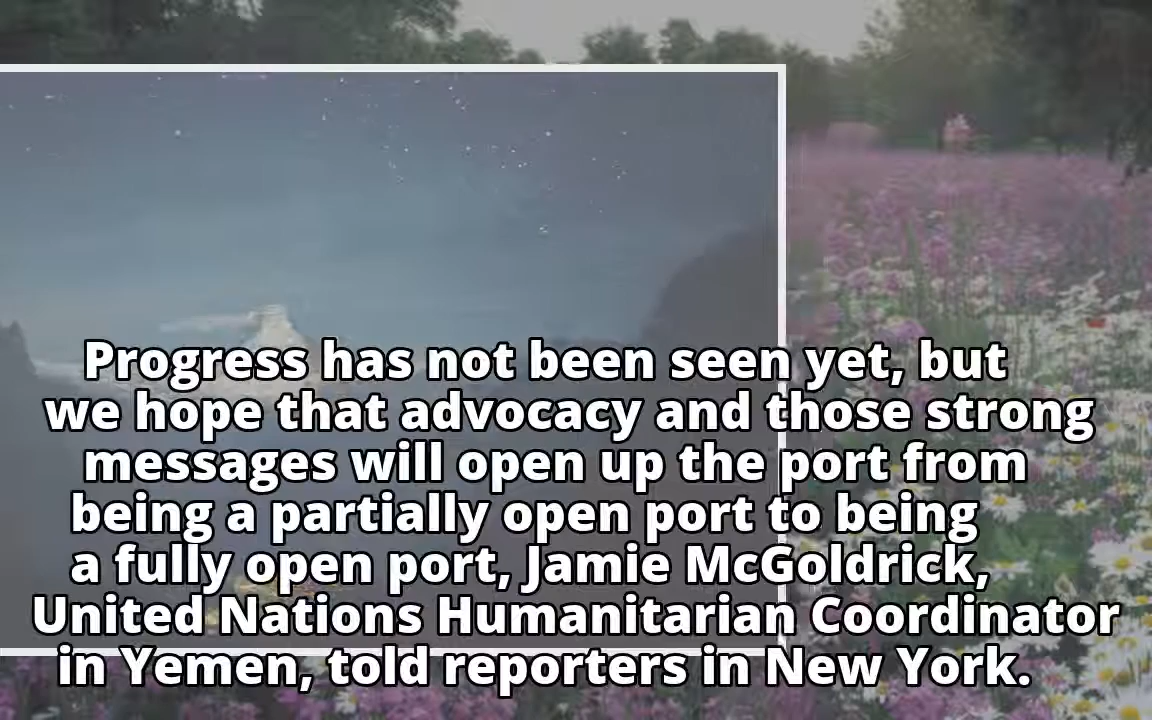 Progress has not been seen yet, but
we hope that advocacy and those strong
messages will open up the port from
being a partially open port to being
a fully open port, Jamie McGoldrick,
United Nations Humanitarian Coordinator
in Yemen, told reporters in New York.